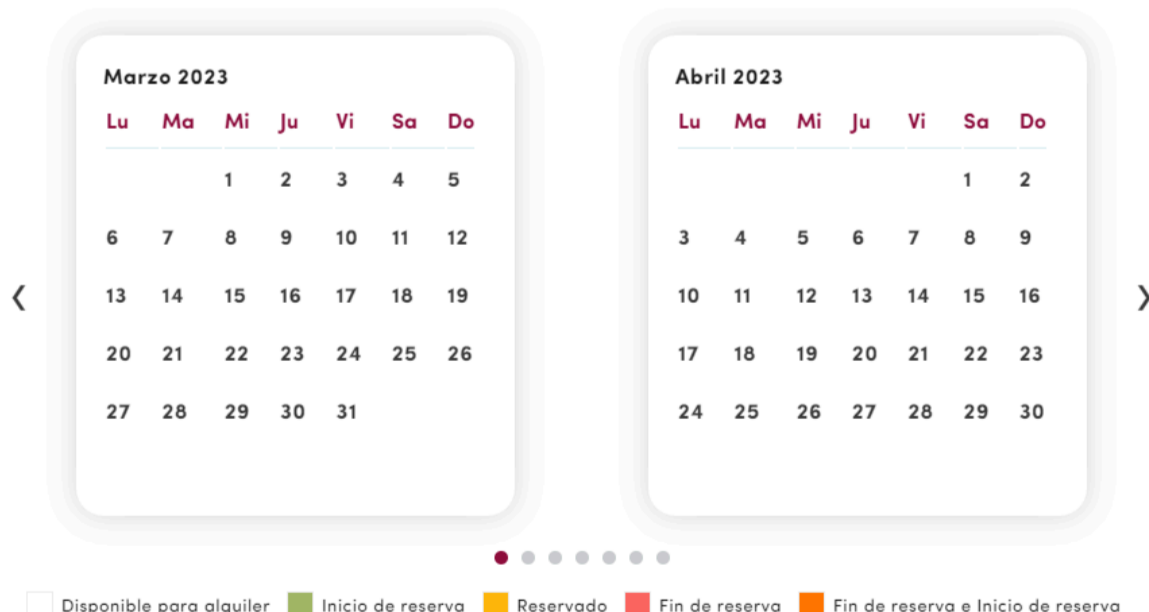 Marzo 2023
Lu Ma Mi Ju Vi Sa Do
1 2 3 4 5
6 7 8 9 10 11 12
13 14 15 16 17 18 19
20 21 22 23 24 25 26
27 28 29 30 31
Abril 2023
Lu Ma Mi Ju Vi Sa Do
1 2
3 4 5 6 7 8 9
10 11 12 13 14 15 16
17 18 19 20 21 22 23
24 25 26 27 28 29 30
Disponible para alquiler Inicio de reserva Reservado Fin de reserva Fin de reserva e Inicio de reserva